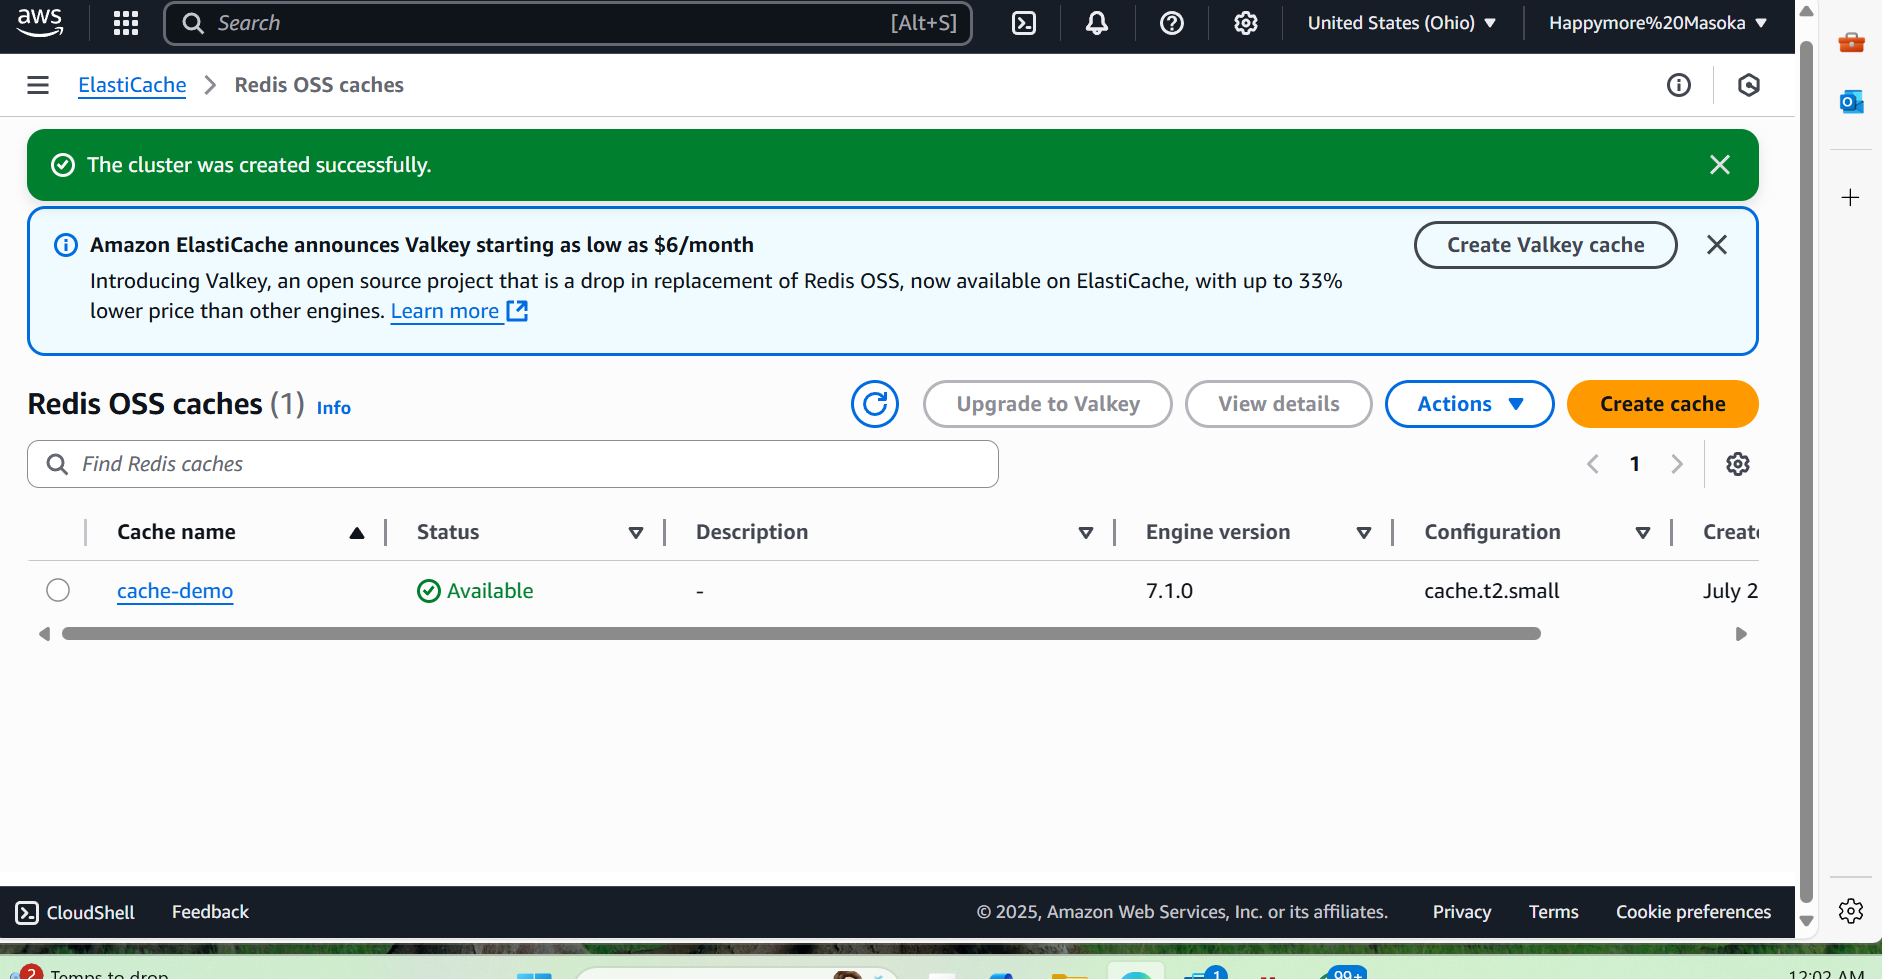 aws
Search [Alt+S]
United States (Ohio)
Happymore%20Masoka
ElastiCache
Redis OSS caches
The cluster was created successfully.
Amazon ElastiCache announces Valkey starting as low as $6/month
Create Valkey cache
Introducing Valkey, an open source project that is a drop in replacement of Redis OSS, now available on ElastiCache, with up to 33%
lower price than other engines. Learn more
Redis OSS caches (1) Info
Upgrade to Valkey
View details
Actions
Create cache
Find Redis caches
1
Cache name Status Description Engine version Configuration Create
cache-demo Available - 7.1.0 cache.t2.small July 2
CloudShell Feedback © 2025, Amazon Web Services, Inc. or its affiliates. Privacy Terms Cookie preferences
2 Temps to drop 1 99+ 12:02 AM